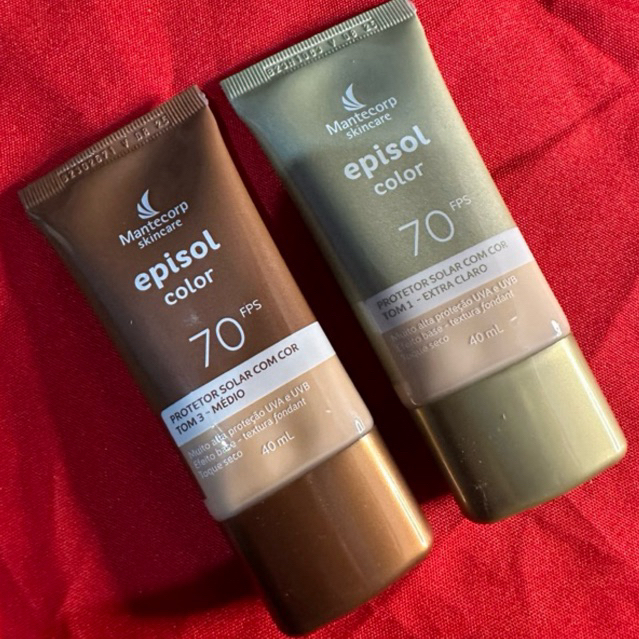 Mantecorp
skincare
episol
color
70 FPS
PROTETOR SOLAR COM COR
TOM 3 - MÉDIO
Muito alta proteção UVA e UVB
Efeito base - textura fondant
Toque seco
40 mL
Mantecorp
skincare
episol
color
70 FPS
PROTETOR SOLAR COM COR
TOM 1 - EXTRA CLARO
Muito alta proteção UVA e UVB
Efeito base - textura fondant
Toque seco
40 mL